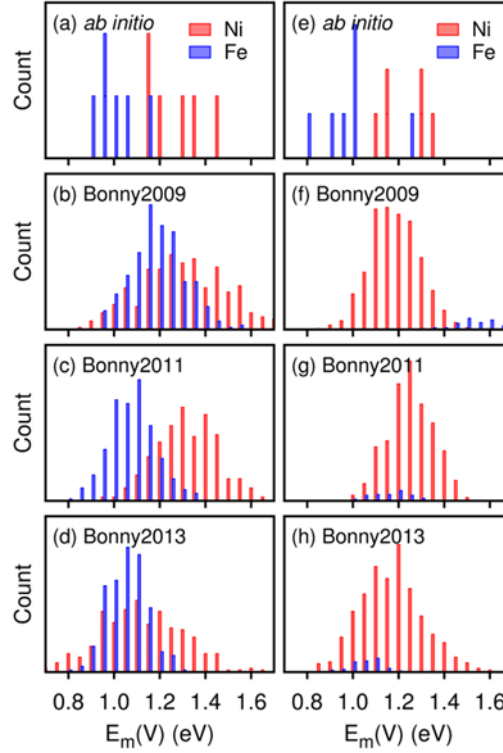 (a) ab initio
Ni
Fe
Count
(e) ab initio
Ni
Fe
(b) Bonny2009
Count
(f) Bonny2009
(c) Bonny2011
Count
(g) Bonny2011
(d) Bonny2013
Count
(h) Bonny2013
0.8 1.0 1.2 1.4 1.6
0.8 1.0 1.2 1.4 1.6
Em(V) (eV)
Em(V) (eV)